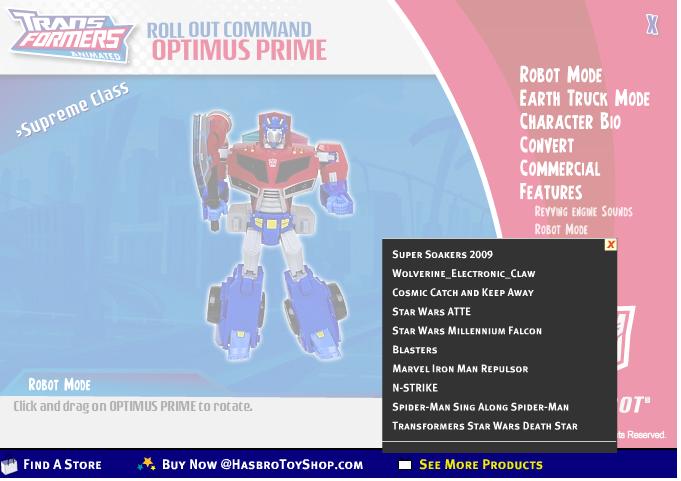 TRANSFORMERS
ANIMATED
ROLL OUT COMMAND
OPTIMUS PRIME
X
>Supreme Class
Robot Mode
Earth Truck Mode
Character Bio
Convert
Commercial
Features
Revving engine Sounds
Robot Mode
X
Super Soakers 2009
Wolverine_Electronic_Claw
Cosmic Catch and Keep Away
Star Wars ATTE
Star Wars Millennium Falcon
Blasters
Marvel Iron Man Repulsor
N-STRIKE
Spider-Man Sing Along Spider-Man
Transformers Star Wars Death Star
Robot Mode
Click and drag on OPTIMUS PRIME to rotate.
Reserved.
Find A Store
Buy Now @HasbroToyShop.com
See More Products